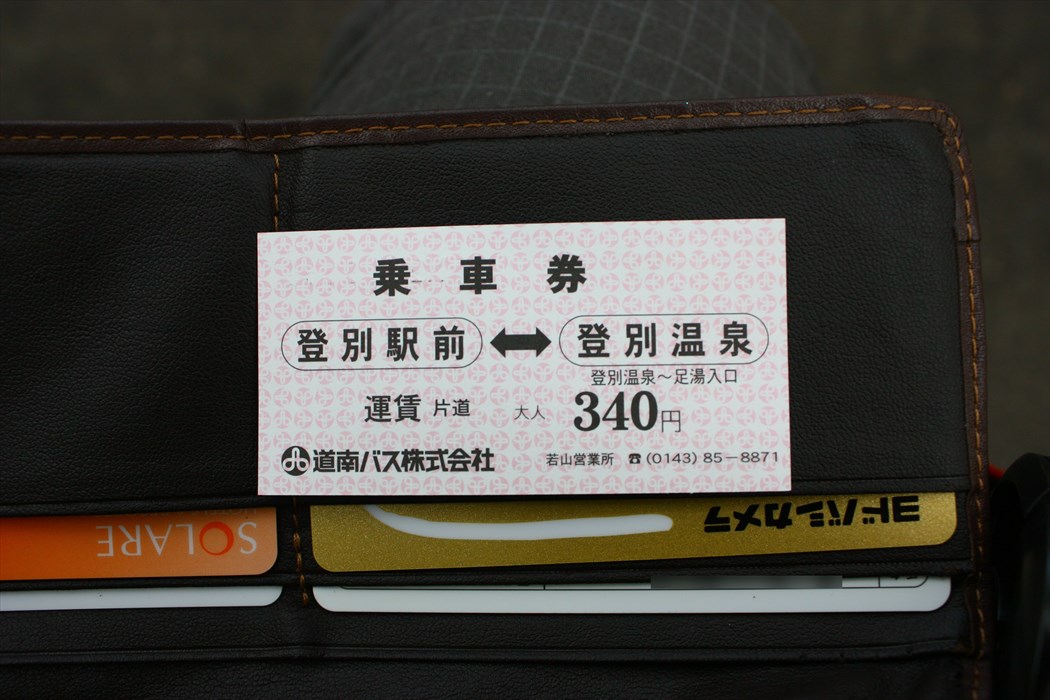 乗車券
登別駅前 ↔ 登別温泉
登別温泉～足湯入口
運賃 片道 大人 340円
道南バス株式会社 若山営業所 ☎(0143)85－8871
SOLARE
ヨドバシカメラ